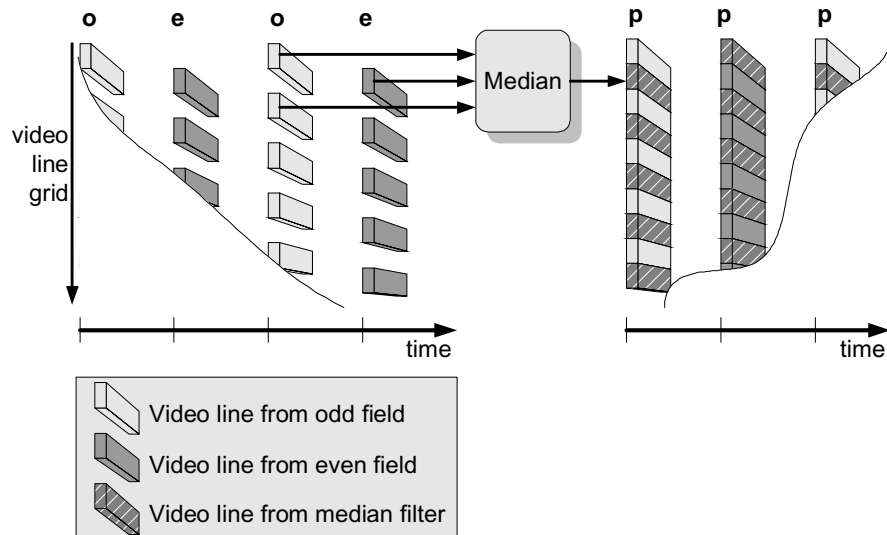 o e o e p p p
Median
video
line
grid
time time
Video line from odd field
Video line from even field
Video line from median filter